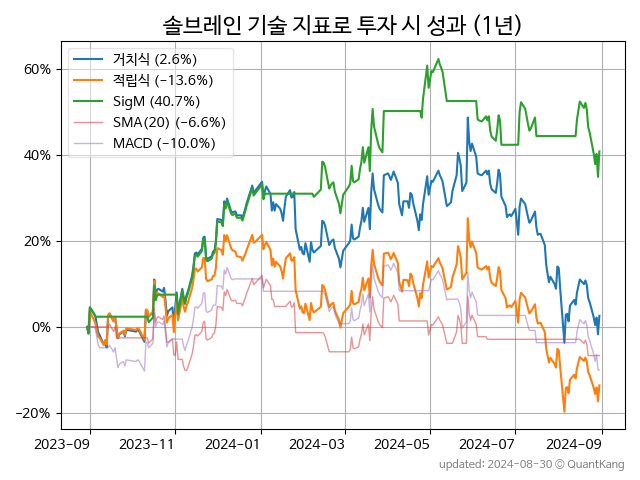 솔브레인 기술 지표로 투자 시 성과 (1년)
거치식 (2.6%)
적립식 (−13.6%)
SigM (40.7%)
SMA(20) (−6.6%)
MACD (−10.0%)
60%
40%
20%
0%
−20%
2023-09
2023-11
2024-01
2024-03
2024-05
2024-07
2024-09
updated: 2024-08-30 © QuantKang